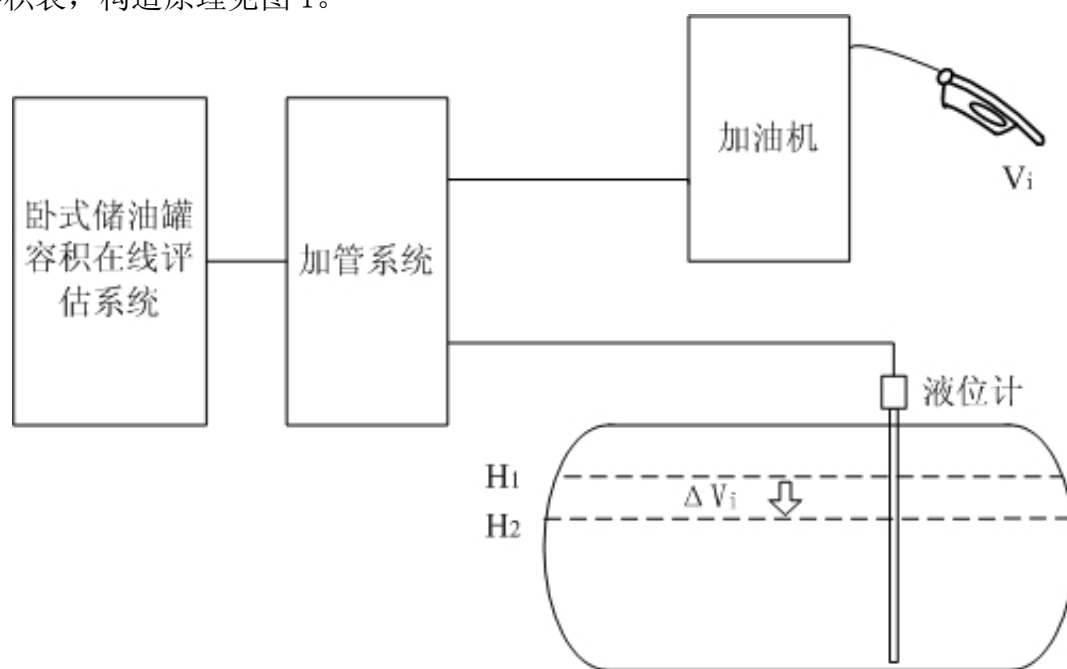 积表，构造原理见图 1。
加油机
Vi
卧式储油罐
容积在线评
估系统
加管系统
液位计
H1
ΔVi
H2